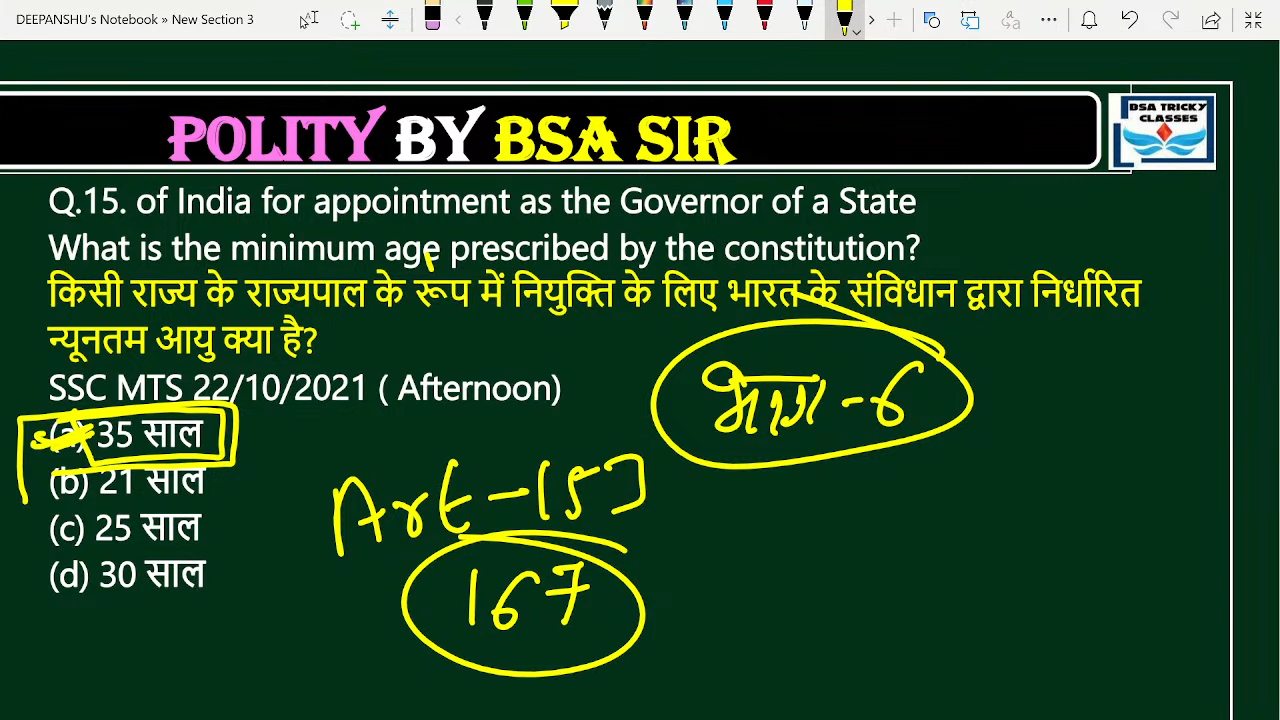 DEEPANSHU's Notebook » New Section 3
POLITY BY BSA SIR
BSA TRICKY
CLASSES
Q.15. of India for appointment as the Governor of a State
What is the minimum age prescribed by the constitution?
किसी राज्य के राज्यपाल के रूप में नियुक्ति के लिए भारत के संविधान द्वारा निर्धारित
न्यूनतम आयु क्या है?
SSC MTS 22/10/2021 ( Afternoon)
भाग - 6
(a) 35 साल
(b) 21 साल
Art - 153
(c) 25 साल
(d) 30 साल
167